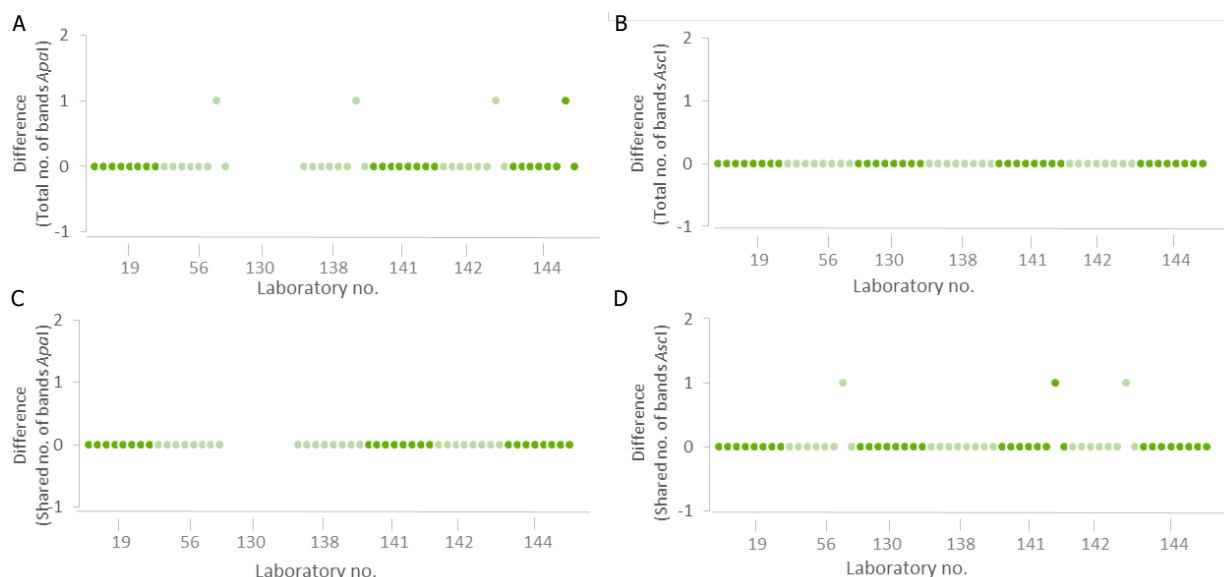 A
Difference
(Total no. of bands ApaI)
2
1
0
-1
19 56 130 138 141 142 144
Laboratory no.
B
Difference
(Total no. of bands AscI)
2
1
0
-1
19 56 130 138 141 142 144
Laboratory no.
C
Difference
(Shared no. of bands ApaI)
2
1
0
-1
19 56 130 138 141 142 144
Laboratory no.
D
Difference
(Shared no. of bands AscI)
2
1
0
-1
19 56 130 138 141 142 144
Laboratory no.